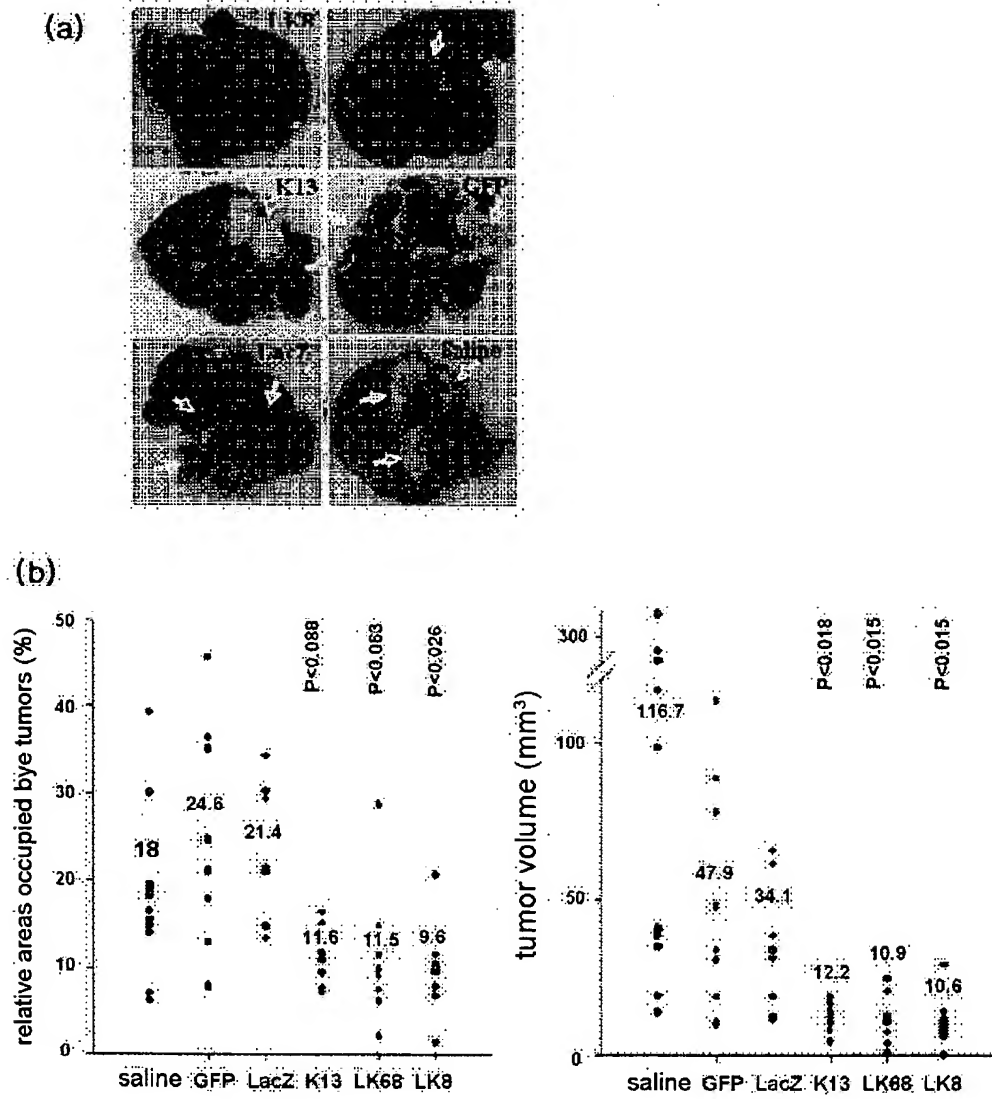 (a)
LK8
K13
GFP
LacZ
Saline
(b)
relative areas occupied bye tumors (%)
50
40
30
20
10
0
18
24.6
21.4
11.6
11.5
9.6
P<0.088
P<0.063
P<0.026
saline GFP LacZ K13 LK68 LK8
tumor volume (mm³)
300
100
50
0
116.7
47.9
34.1
12.2
10.9
10.6
P<0.018
P<0.015
P<0.015
saline GFP LacZ K13 LK68 LK8